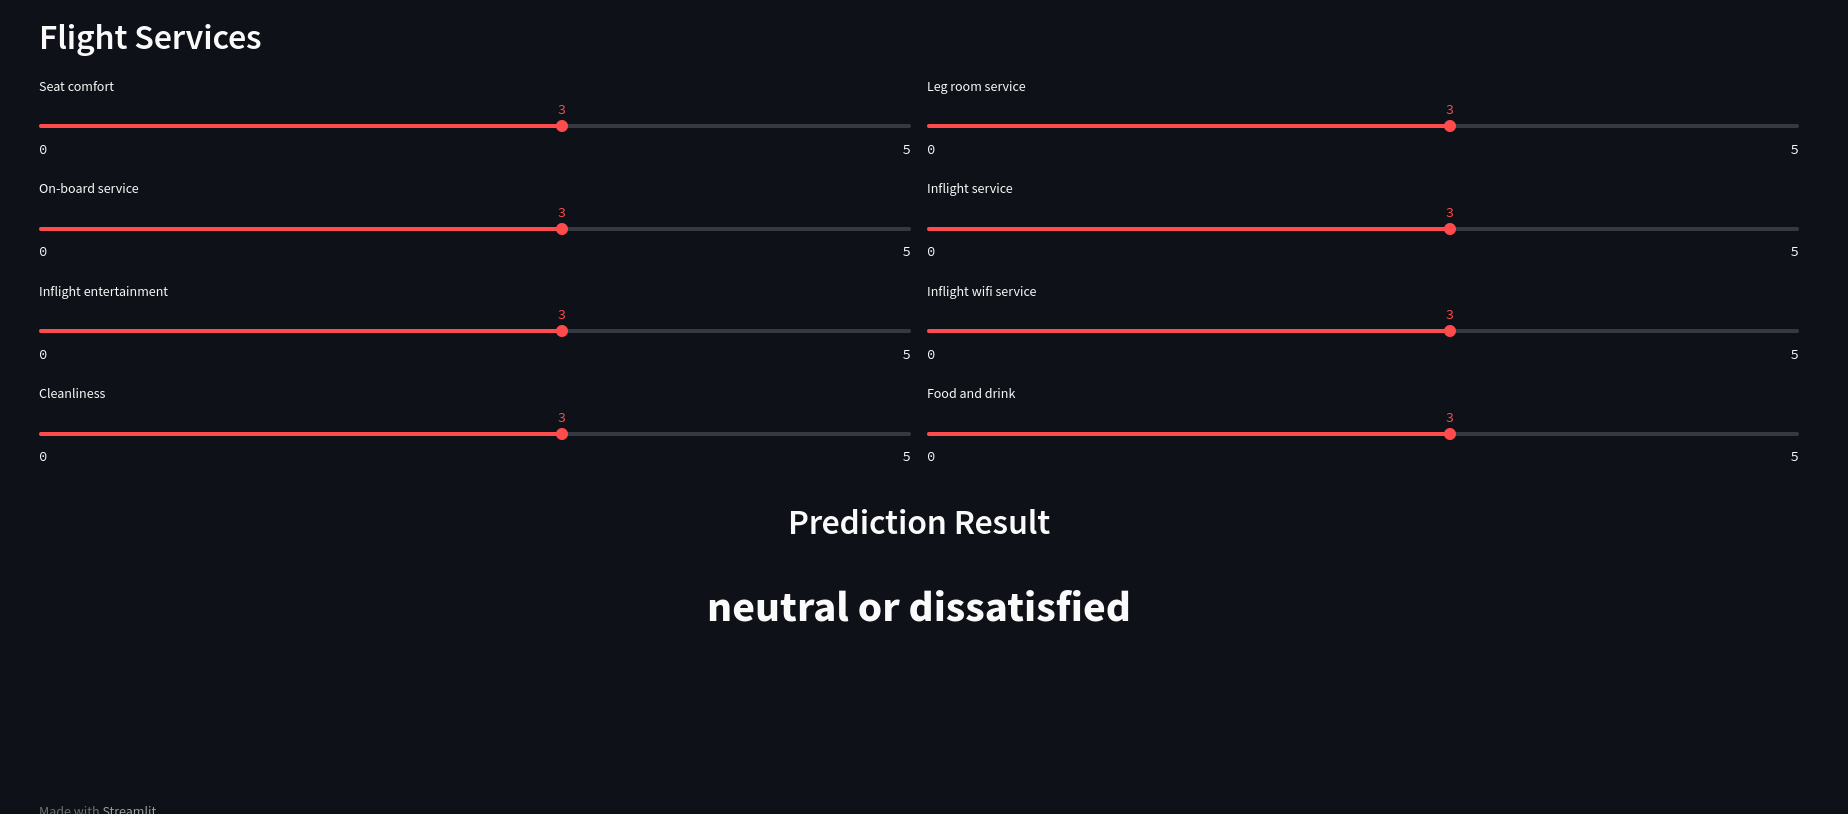 Flight Services
Seat comfort
3
0 5
Leg room service
3
0 5
On-board service
3
0 5
Inflight service
3
0 5
Inflight entertainment
3
0 5
Inflight wifi service
3
0 5
Cleanliness
3
0 5
Food and drink
3
0 5
Prediction Result
neutral or dissatisfied
Made with Streamlit